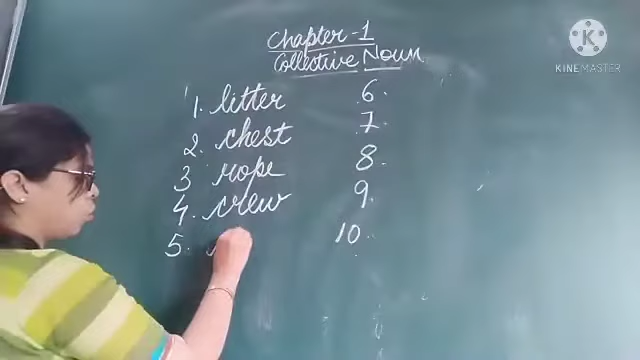 Chapter-1
Collective Noun
1. litter
2. chest
3 rope
4. crew
5.
6.
7.
8
9.
10.
K
KINEMASTER